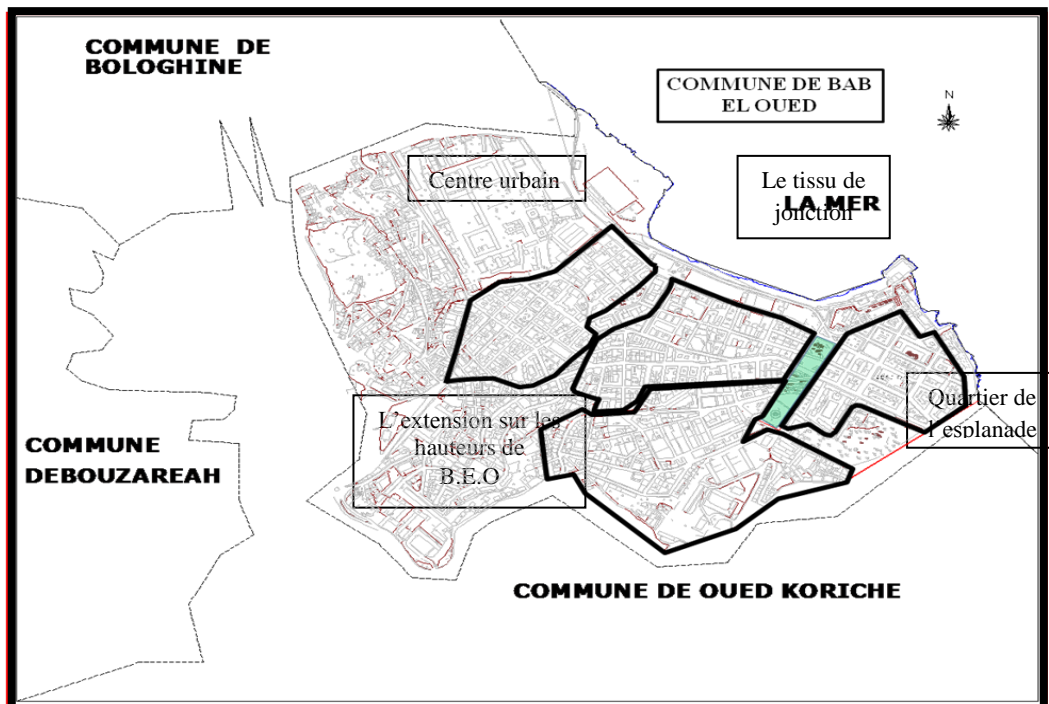 COMMUNE DE
BOLOGHINE
COMMUNE DE BAB
EL OUED
N
Centre urbain
Le tissu de
jonction
LA MER
Quartier de
l'esplanade
L'extension sur les
hauteurs de
B.E.O
COMMUNE
DEBOUZAREAH
COMMUNE DE OUED KORICHE